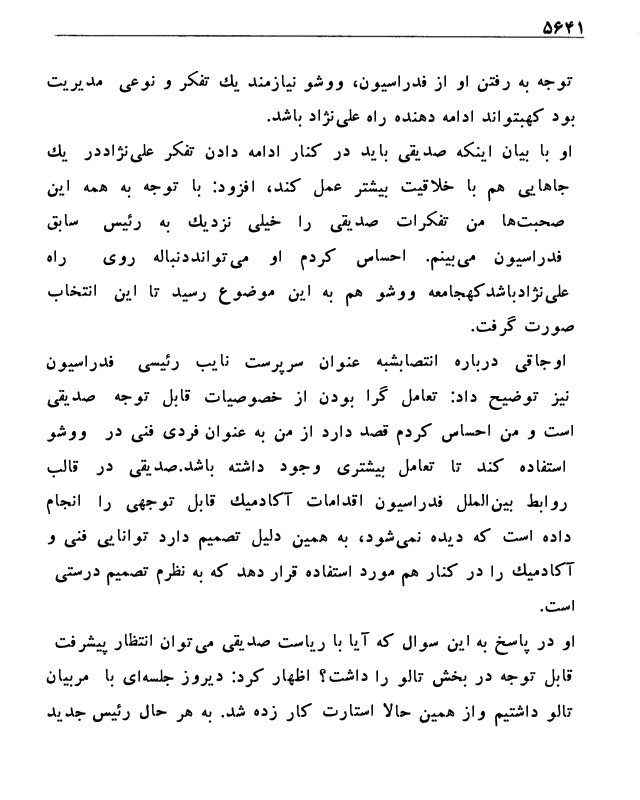 ۵۶۴۱
توجه به رفتن او از فدراسیون، ووشو نیازمند یك تفکر و نوعی مدیریت
بود کهبتواند ادامه دهنده راه علی‌نژاد باشد.
او با بیان اینکه صدیقی باید در کنار ادامه دادن تفکر علی‌نژاددر یك
جاهایی هم با خلاقیت بیشتر عمل کند، افزود: با توجه به همه این
صحبت‌ها من تفکرات صدیقی را خیلی نزدیك به رئیس سابق
فدراسیون می‌بینم. احساس کردم او می‌توانددنباله روی راه
علی‌نژادباشدکهجامعه ووشو هم به این موضوع رسید تا این انتخاب
صورت گرفت.
اوجاقی درباره انتصابشبه عنوان سرپرست نایب رئیسی فدراسیون
نیز توضیح داد: تعامل گرا بودن از خصوصیات قابل توجه صدیقی
است و من احساس کردم قصد دارد از من به عنوان فردی فنی در ووشو
استفاده کند تا تعامل بیشتری وجود داشته باشد.صدیقی در قالب
روابط بین‌الملل فدراسیون اقدامات آکادمیك قابل توجهی را انجام
داده است که دیده نمی‌شود، به همین دلیل تصمیم دارد توانایی فنی و
آکادمیك را در کنار هم مورد استفاده قرار دهد که به نظرم تصمیم درستی
است.
او در پاسخ به این سوال که آیا با ریاست صدیقی می‌توان انتظار پیشرفت
قابل توجه در بخش تالو را داشت؟ اظهار کرد: دیروز جلسه‌ای با مربیان
تالو داشتیم واز همین حالا استارت کار زده شد. به هر حال رئیس جدید